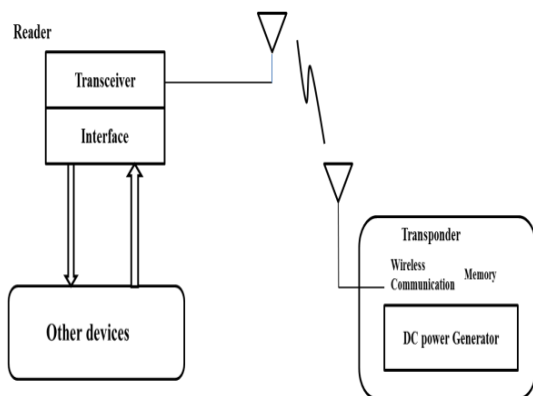 Reader
Transceiver
Interface
Other devices
Transponder
Wireless
Communication
Memory
DC power Generator